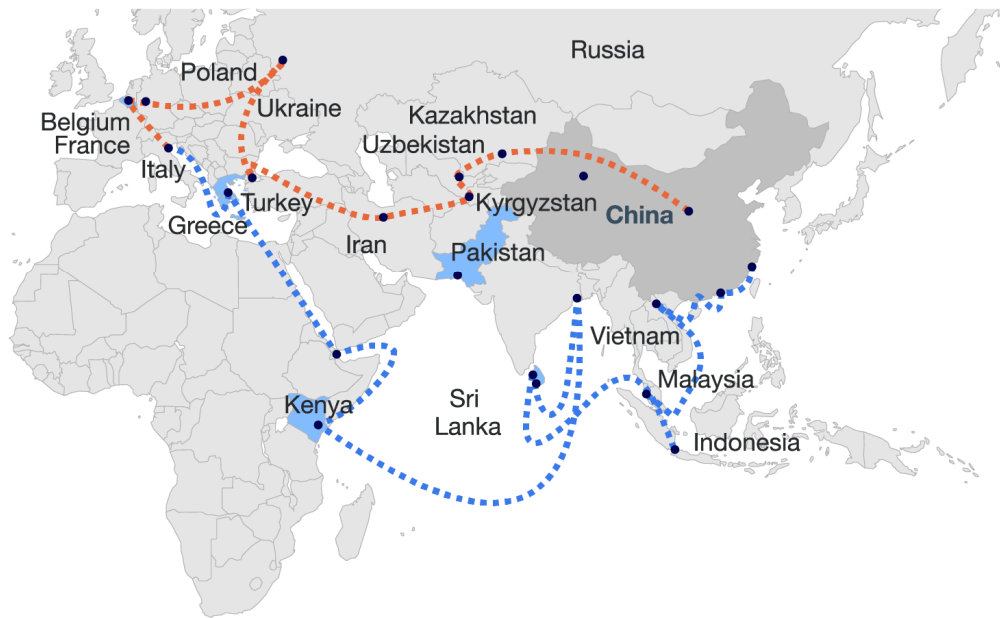 Russia
Poland
Ukraine
Kazakhstan
Belgium
France
Uzbekistan
Italy
Turkey
Kyrgyzstan
China
Greece
Iran
Pakistan
Vietnam
Malaysia
Kenya
Sri
Lanka
Indonesia